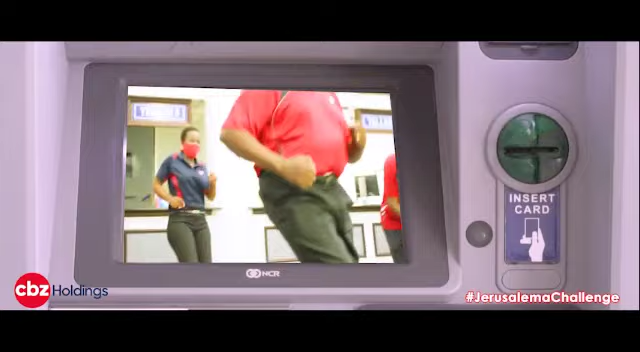 INSERT
CARD
NCR
cbz Holdings
#JerusalemaChallenge